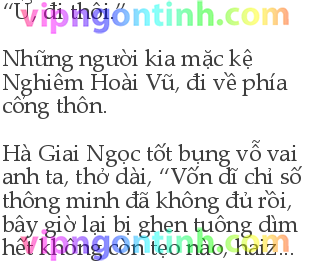 “Ừ, đi thôi.”
vipngontinh.com
Những người kia mặc kệ
Nghiêm Hoài Vũ, đi về phía
cổng thôn.
Hà Giai Ngọc tốt bụng vỗ vai
anh ta, thở dài, “Vốn dĩ chỉ số
thông minh đã không đủ rồi,
bây giờ lại bị ghen tuông dìm
hết không còn tẹo nào, haiz...
vipngontinh.com